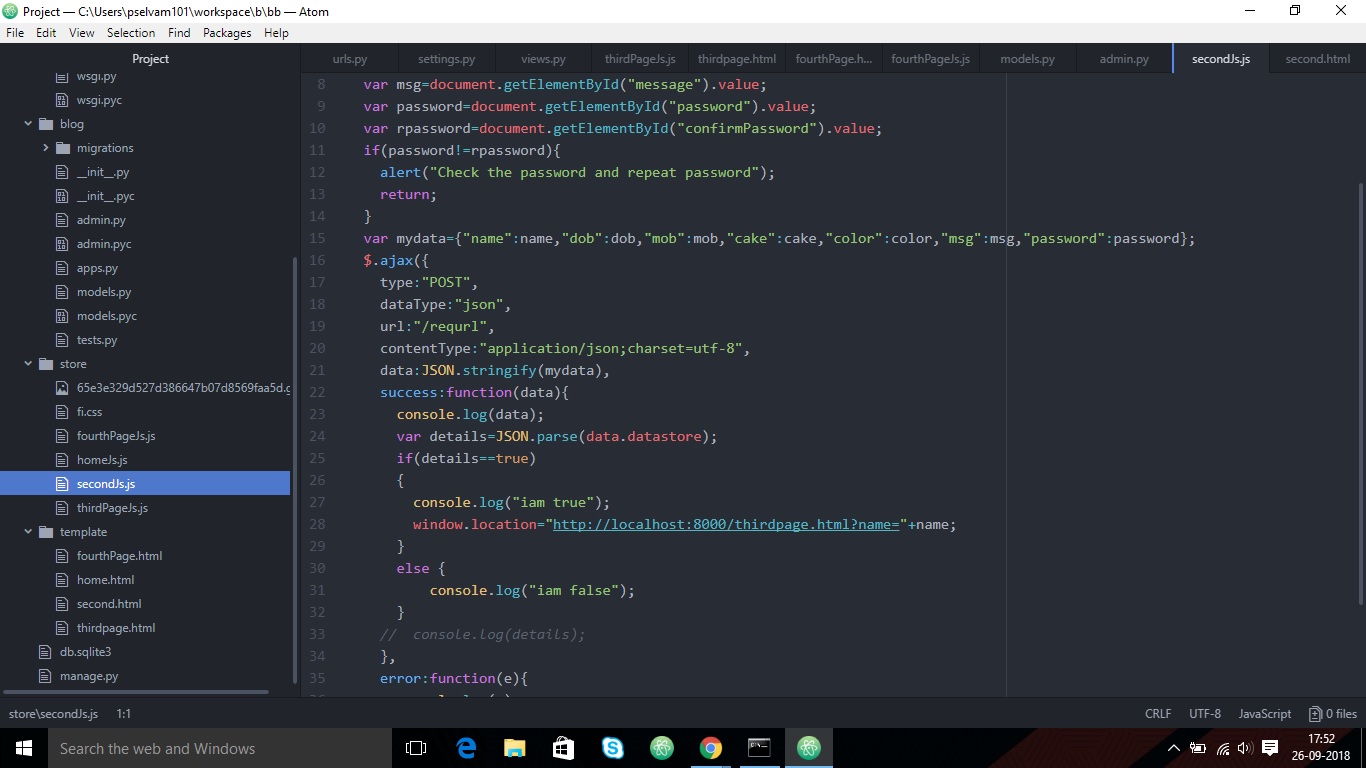 Project — C:\Users\pselvam101\workspace\b\bb — Atom
File Edit View Selection Find Packages Help
Project
wsgi.py
wsgi.pyc
blog
migrations
__init__.py
__init__.pyc
admin.py
admin.pyc
apps.py
models.py
models.pyc
tests.py
store
65e3e329d527d386647b07d8569faa5d.g
fi.css
fourthPageJs.js
homeJs.js
secondJs.js
thirdPageJs.js
template
fourthPage.html
home.html
second.html
thirdpage.html
db.sqlite3
manage.py
urls.py settings.py views.py thirdPageJs.js thirdpage.html fourthPage.h... fourthPageJs.js models.py admin.py secondJs.js second.html
8 var msg=document.getElementById("message").value;
9 var password=document.getElementById("password").value;
10 var rpassword=document.getElementById("confirmPassword").value;
11 if(password!=rpassword){
12 alert("Check the password and repeat password");
13 return;
14 }
15 var mydata={"name":name,"dob":dob,"mob":mob,"cake":cake,"color":color,"msg":msg,"password":password};
16 $.ajax({
17 type:"POST",
18 dataType:"json",
19 url:"/requrl",
20 contentType:"application/json;charset=utf-8",
21 data:JSON.stringify(mydata),
22 success:function(data){
23 console.log(data);
24 var details=JSON.parse(data.datastore);
25 if(details==true)
26 {
27 console.log("iam true");
28 window.location="http://localhost:8000/thirdpage.html?name="+name;
29 }
30 else {
31 console.log("iam false");
32 }
33 // console.log(details);
34 },
35 error:function(e){
store\secondJs.js 1:1 CRLF UTF-8 JavaScript 0 files
Search the web and Windows
17:52
26-09-2018